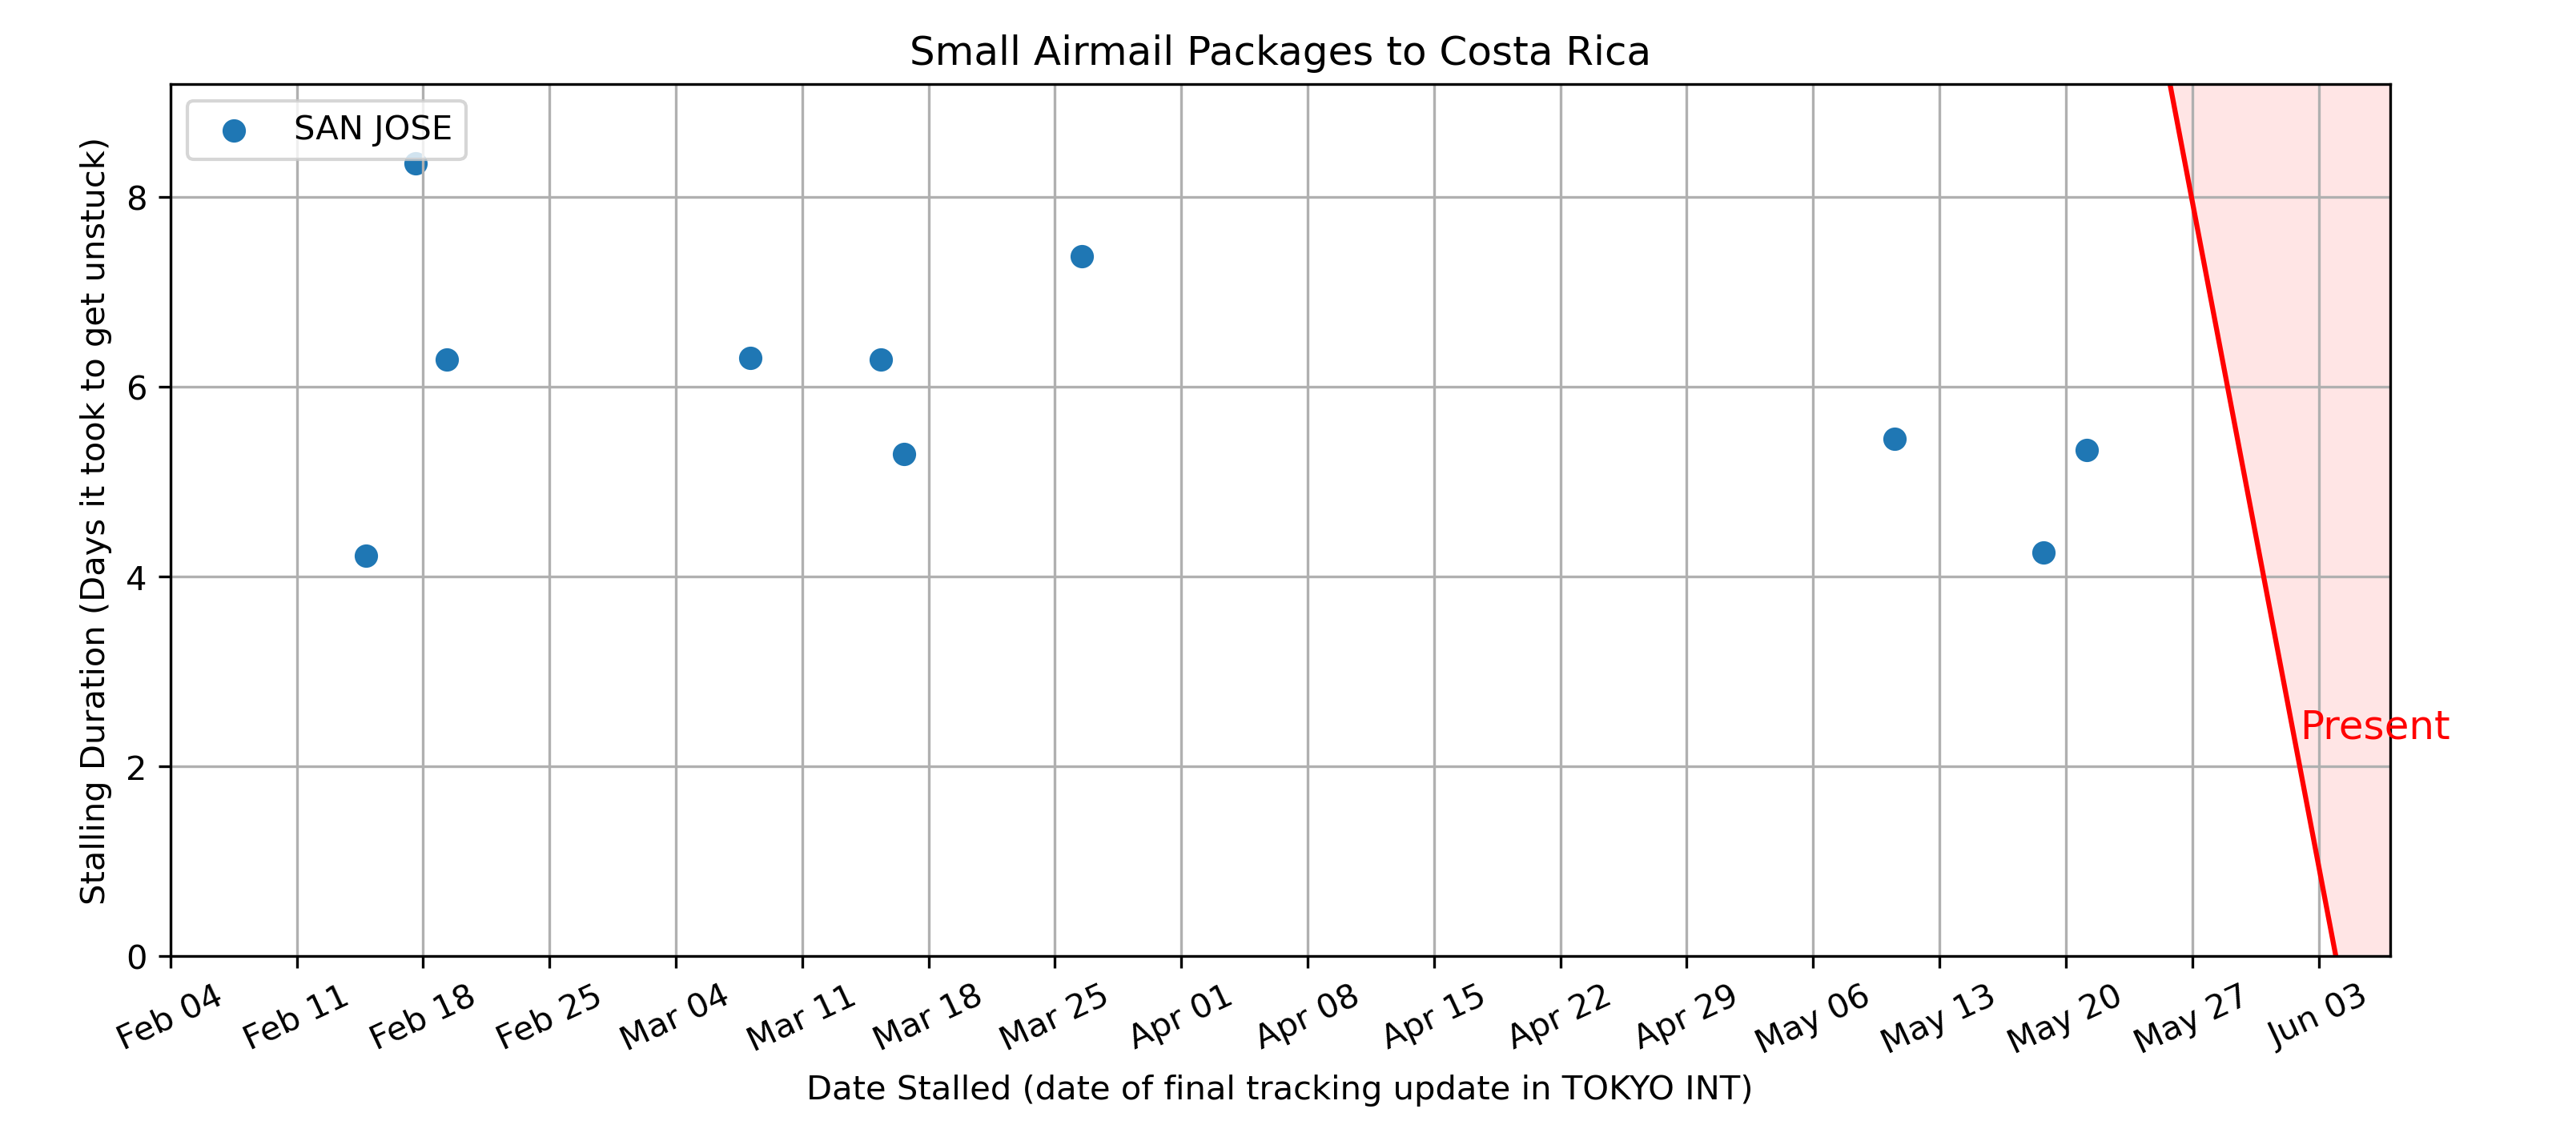 Small Airmail Packages to Costa Rica
SAN JOSE
Stalling Duration (Days it took to get unstuck)
8
6
4
2
0
Present
Feb 04
Feb 11
Feb 18
Feb 25
Mar 04
Mar 11
Mar 18
Mar 25
Apr 01
Apr 08
Apr 15
Apr 22
Apr 29
May 06
May 13
May 20
May 27
Jun 03
Date Stalled (date of final tracking update in TOKYO INT)